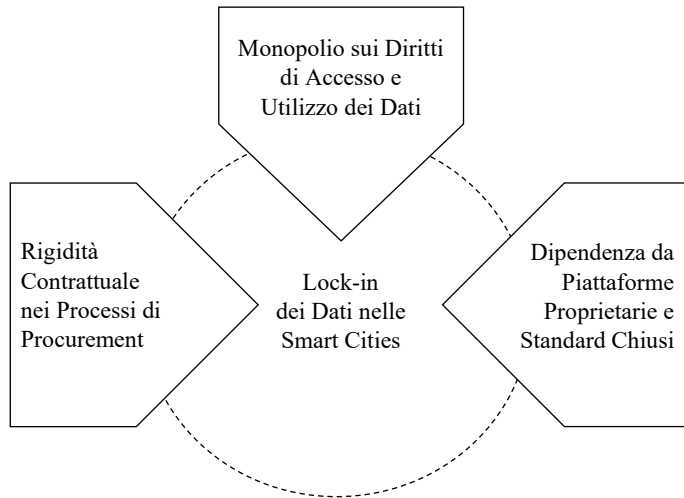 Monopolio sui Diritti
di Accesso e
Utilizzo dei Dati
Rigidità
Contrattuale
nei Processi di
Procurement
Lock-in
dei Dati nelle
Smart Cities
Dipendenza da
Piattaforme
Proprietarie e
Standard Chiusi